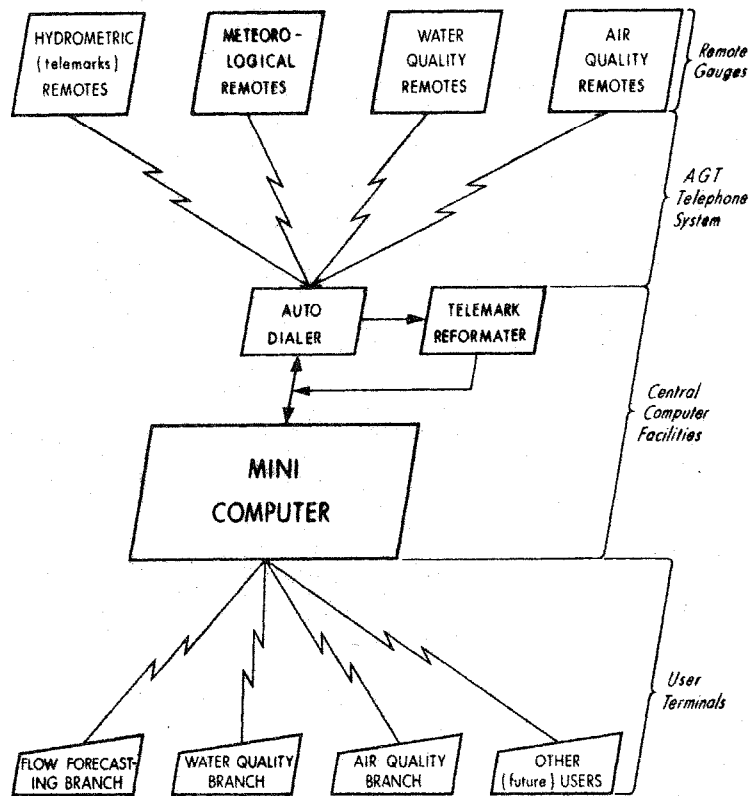 HYDROMETRIC
(telemarks)
REMOTES
METEORO-
LOGICAL
REMOTES
WATER
QUALITY
REMOTES
AIR
QUALITY
REMOTES
Remote
Gauges
AGT
Telephone
System
AUTO
DIALER
TELEMARK
REFORMATER
Central
Computer
Facilities
MINI
COMPUTER
User
Terminals
FLOW FORECAST-
ING BRANCH
WATER QUALITY
BRANCH
AIR QUALITY
BRANCH
OTHER
(future) USERS